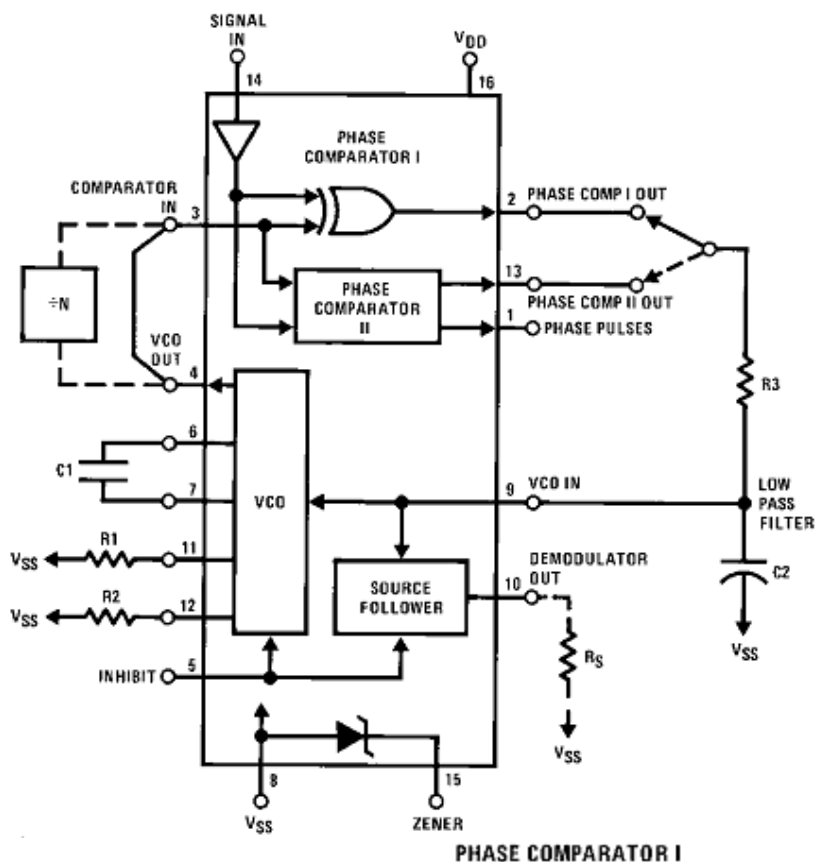 SIGNAL
IN
14
VDD
16
PHASE
COMPARATOR I
COMPARATOR
IN
3
2
PHASE COMP I OUT
÷N
PHASE
COMPARATOR
II
13
PHASE COMP II OUT
1
PHASE PULSES
VCO
OUT
4
R3
6
C1
7
VCO
9
VCO IN
LOW
PASS
FILTER
R1
11
VSS
DEMODULATOR
OUT
10
C2
R2
12
VSS
SOURCE
FOLLOWER
RS
VSS
INHIBIT
5
VSS
8
15
VSS
ZENER
PHASE COMPARATOR I